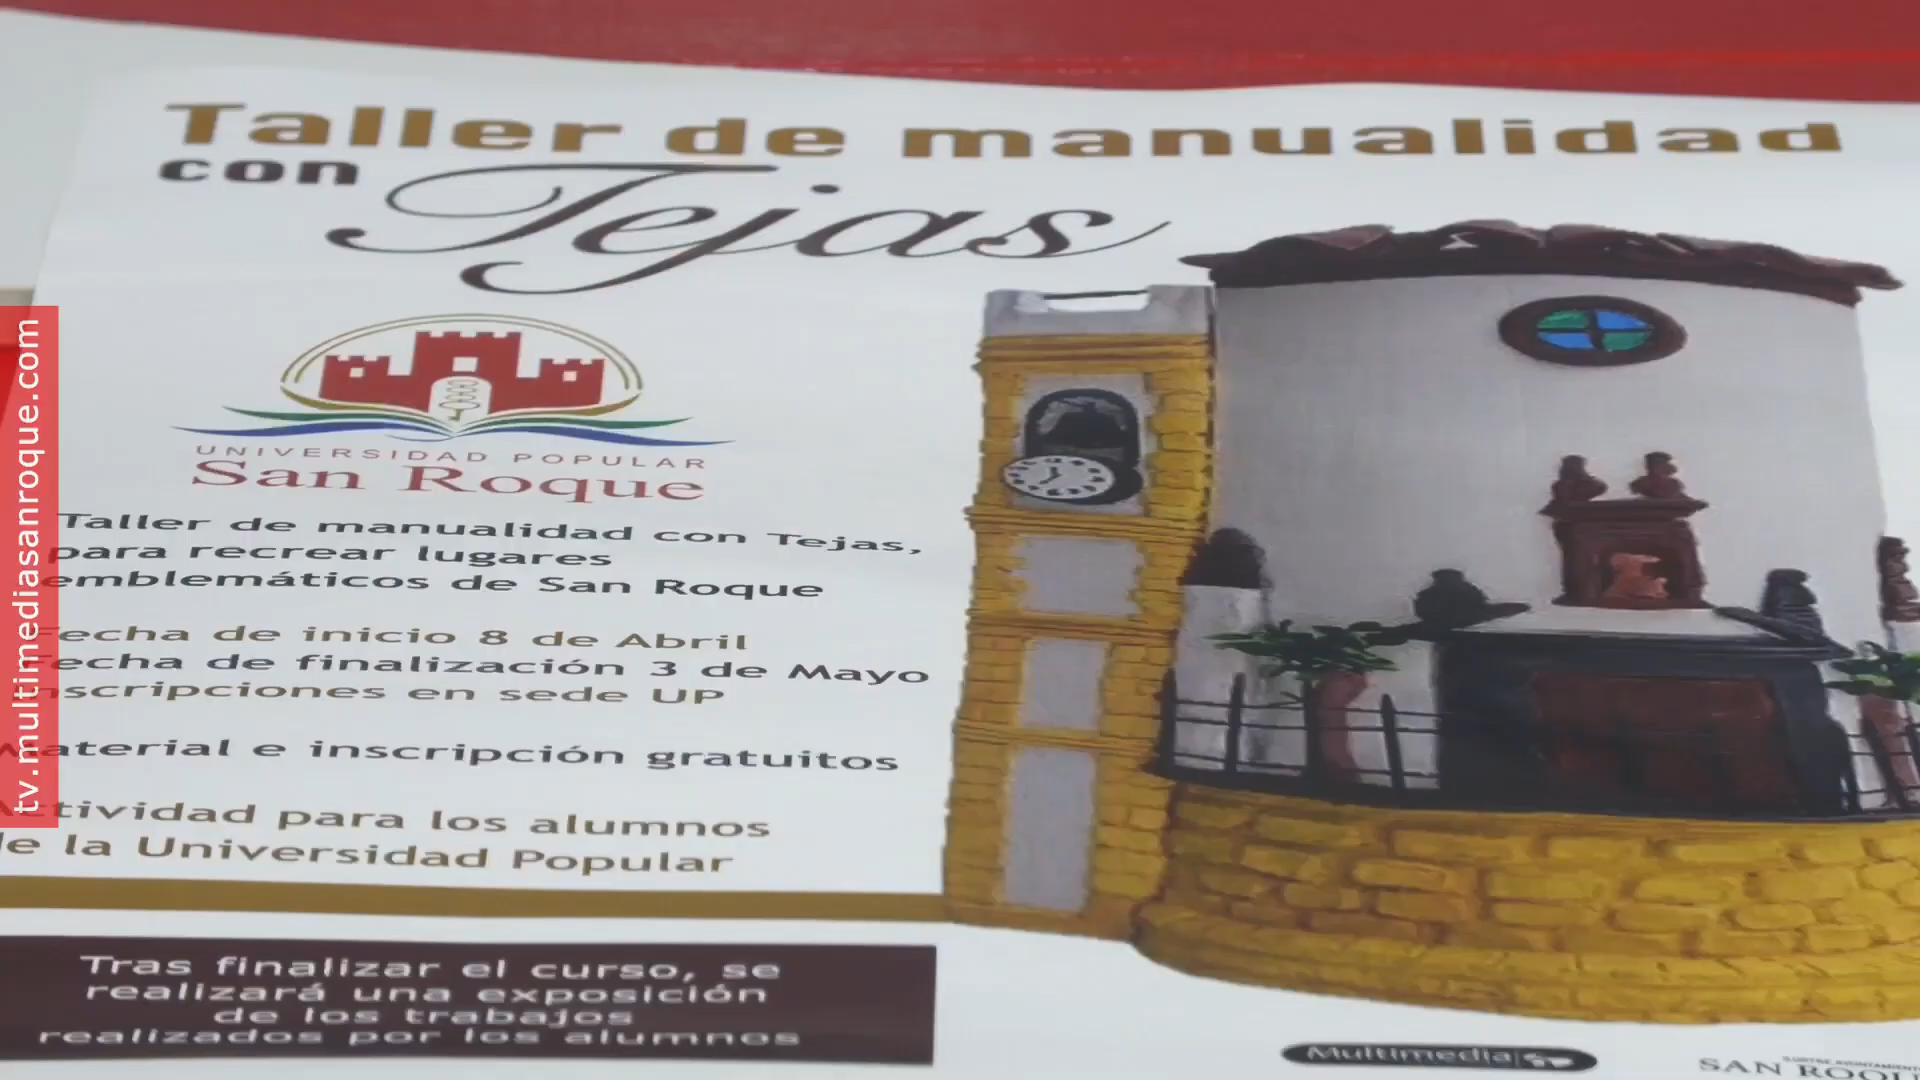 Taller de manualidad
con Tejas
UNIVERSIDAD POPULAR
San Roque
Taller de manualidad con Tejas,
para recrear lugares
emblemáticos de San Roque
Fecha de inicio 8 de Abril
Fecha de finalización 3 de Mayo
Inscripciones en sede UP
Material e inscripción gratuitos
Actividad para los alumnos
de la Universidad Popular
Tras finalizar el curso, se
realizará una exposición
de los trabajos
realizados por los alumnos
Multimedia
SAN ROQU
tv.multimediasanroque.com